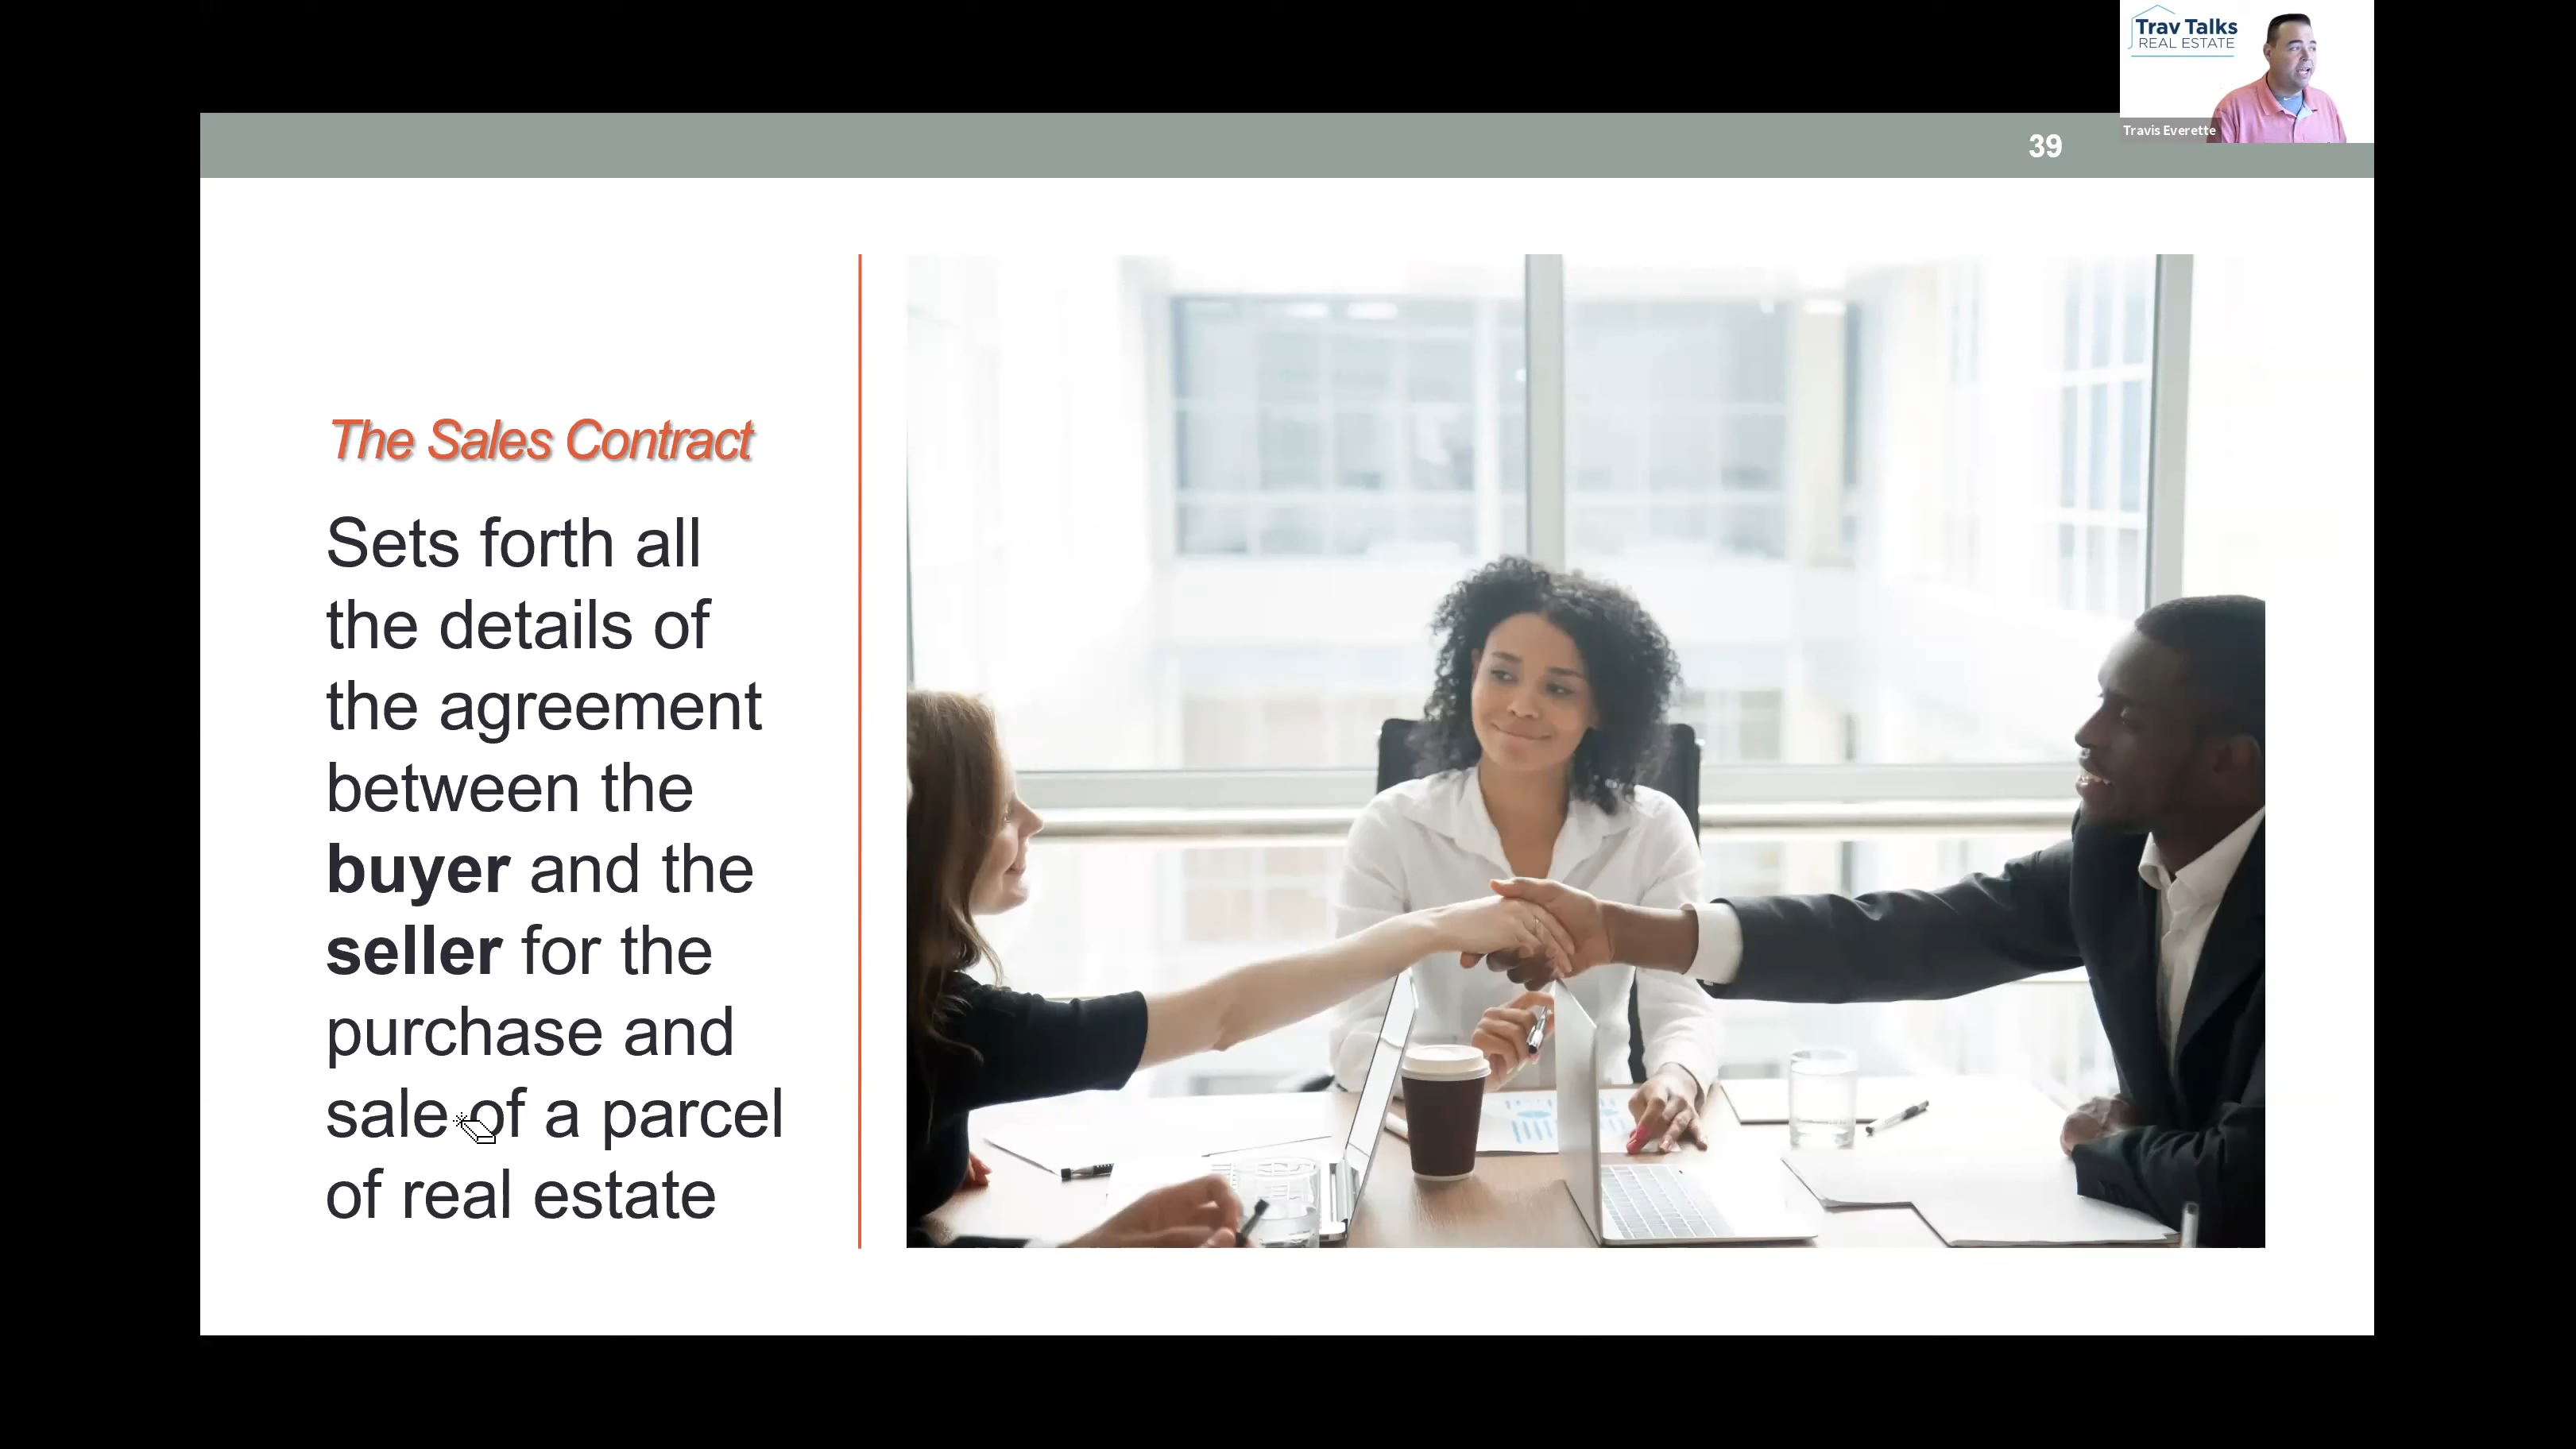 Trav Talks
REAL ESTATE
Travis Everette
39
The Sales Contract
Sets forth all
the details of
the agreement
between the
buyer and the
seller for the
purchase and
sale of a parcel
of real estate